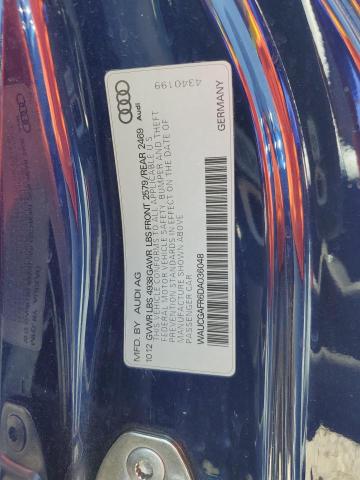 4340199
Audi
MFD. BY AUDI AG
GERMANY
10 12 GVWR LBS 4938 GAWR LBS FRONT 2579/REAR 2469
THIS VEHICLE CONFORMS TO ALL APPLICABLE U.S.
FEDERAL MOTOR VEHICLE SAFETY, BUMPER AND THEFT
PREVENTION STANDARDS IN EFFECT ON THE DATE OF
MANUFACTURE SHOWN ABOVE
PASSENGER CAR
WAUCGAFR6DA036048